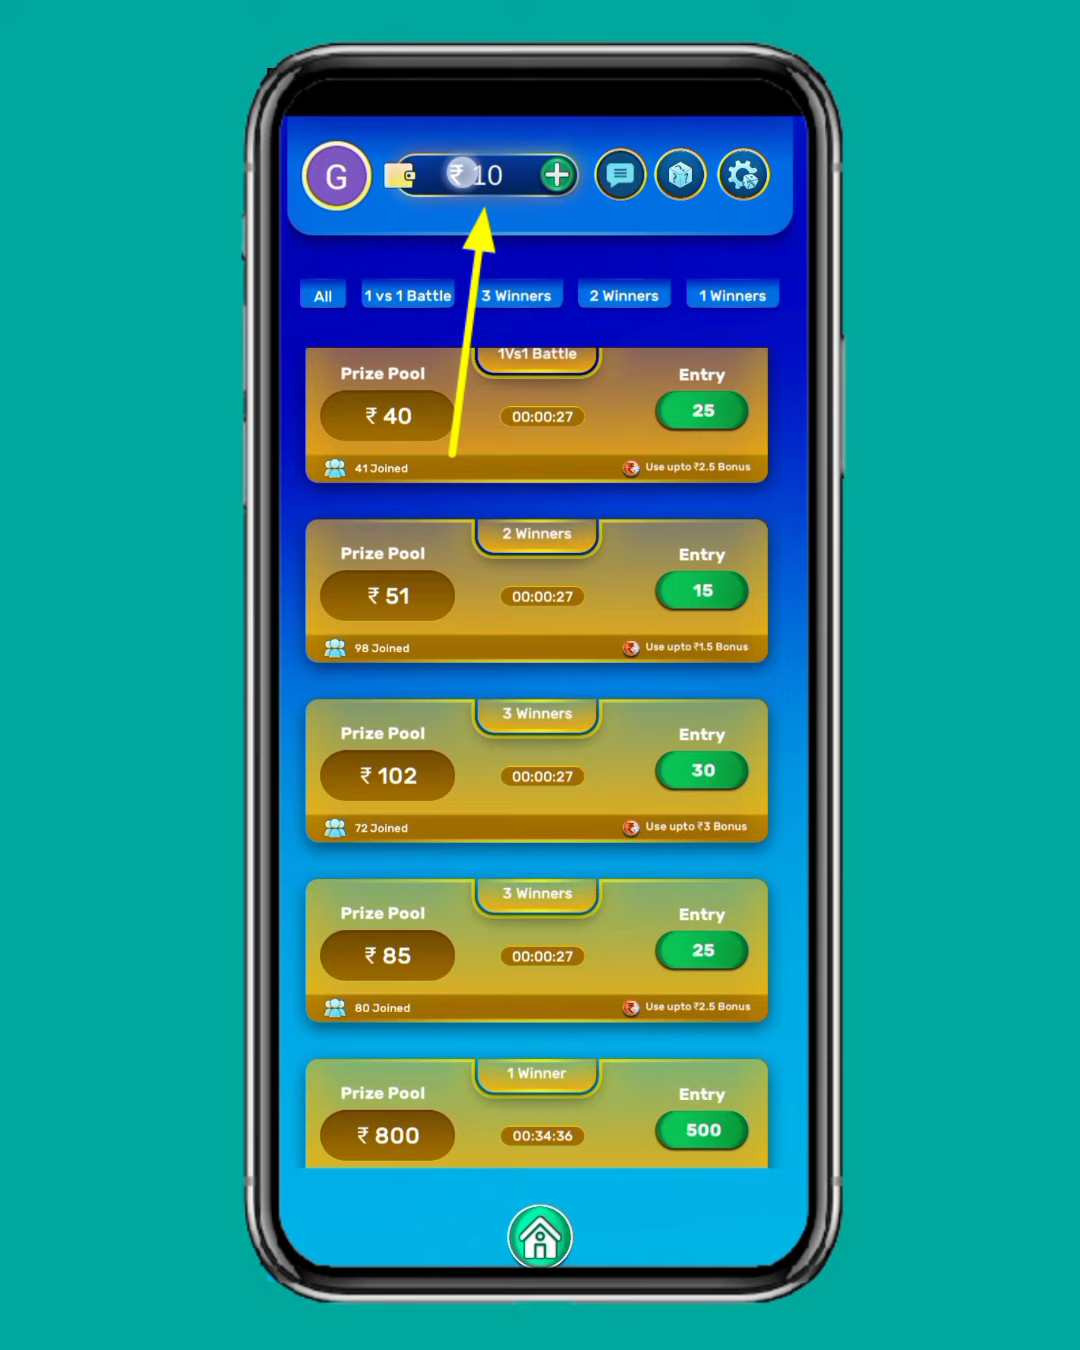 G
₹ 10
All
1 vs 1 Battle
3 Winners
2 Winners
1 Winners
1Vs1 Battle
Prize Pool
Entry
₹ 40
00:00:27
25
41 Joined
Use upto ₹2.5 Bonus
2 Winners
Prize Pool
Entry
₹ 51
00:00:27
15
98 Joined
Use upto ₹1.5 Bonus
3 Winners
Prize Pool
Entry
₹ 102
00:00:27
30
72 Joined
Use upto ₹3 Bonus
3 Winners
Prize Pool
Entry
₹ 85
00:00:27
25
80 Joined
Use upto ₹2.5 Bonus
1 Winner
Prize Pool
Entry
₹ 800
00:34:36
500